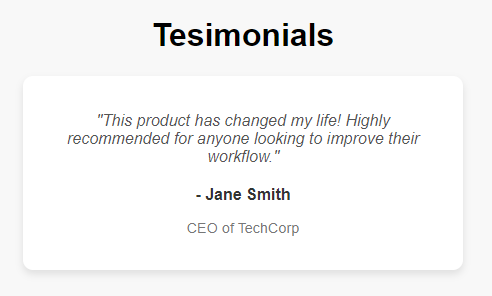 Tesimonials
"This product has changed my life! Highly
recommended for anyone looking to improve their
workflow."
- Jane Smith
CEO of TechCorp